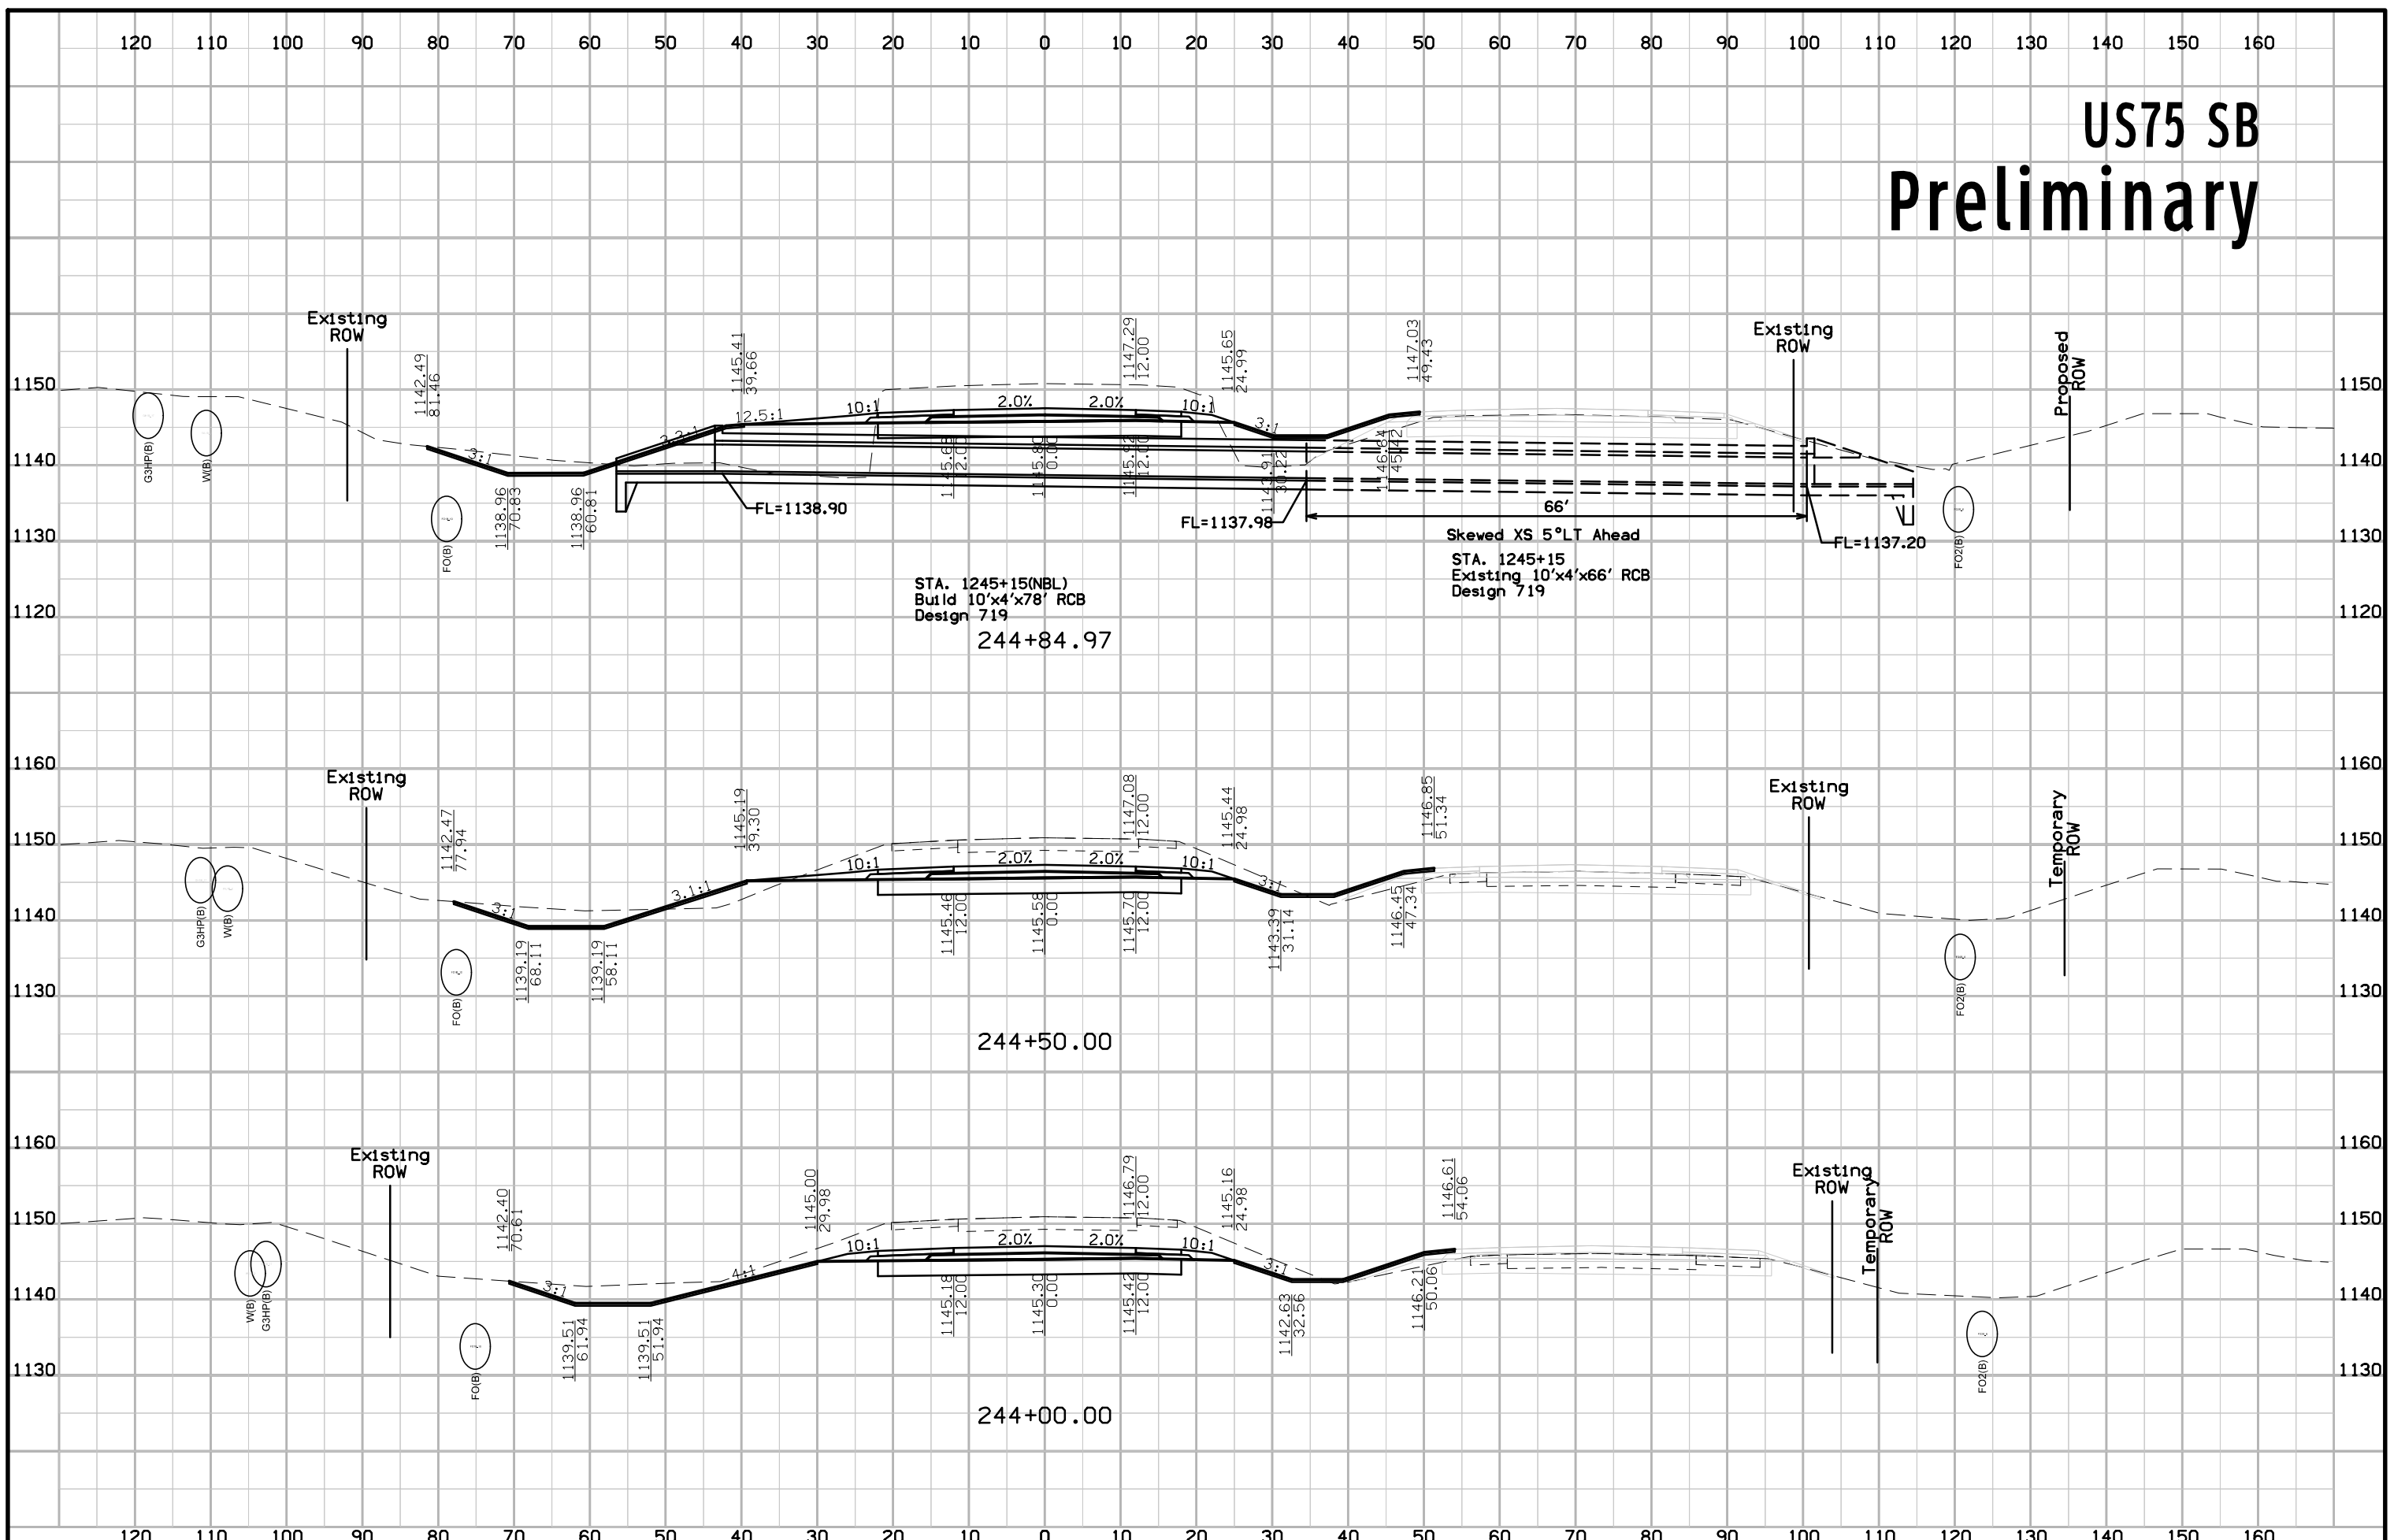 120 110 100 90 80 70 60 50 40 30 20 10 0 10 20 30 40 50 60 70 80 90 100 110 120 130 140 150 160
US75 SB
Preliminary
Existing
ROW
1142.49
81.46
1145.41
39.66
1147.29
12.00
1145.65
24.99
1147.03
49.43
Existing
ROW
Proposed
ROW
1150
1150
12.5:1
10:1
2.0%
2.0%
10:1
3:1
3:1
G3HP(B)
W(B)
1140
1140
FO(B)
1138.96
70.83
1138.96
60.81
FL=1138.90
12.00
0.00
12.00
30.22
1146.64
45.42
FL=1137.98
66'
FL=1137.20
FO2(B)
1130
1130
Skewed XS 5°LT Ahead
STA. 1245+15
Existing 10'x4'x66' RCB
Design 719
STA. 1245+15(NBL)
Build 10'x4'x78' RCB
Design 719
1120
1120
244+84.97
1160
1160
Existing
ROW
1142.47
77.94
1145.19
39.30
1147.08
12.00
1145.44
24.98
1146.85
51.34
Existing
ROW
Temporary
ROW
1150
1150
10:1
2.0%
2.0%
10:1
3:1
3.1:1
3:1
G3HP(B)
W(B)
1140
1140
FO(B)
1139.19
68.11
1139.19
58.11
1145.46
12.00
1145.58
0.00
1145.70
12.00
1143.39
31.14
1146.45
47.34
FO2(B)
1130
1130
244+50.00
1160
1160
Existing
ROW
1142.40
70.61
1145.00
29.98
1146.79
12.00
1145.16
24.98
1146.61
54.06
Existing
ROW
Temporary
ROW
1150
1150
10:1
2.0%
2.0%
10:1
3:1
4:1
3:1
W(B)
G3HP(B)
1140
1140
FO(B)
1139.51
61.94
1139.51
51.94
1145.18
12.00
1145.30
0.00
1145.42
12.00
1142.63
32.56
1146.21
50.06
FO2(B)
1130
1130
244+00.00
120 110 100 90 80 70 60 50 40 30 20 10 0 10 20 30 40 50 60 70 80 90 100 110 120 130 140 150 160